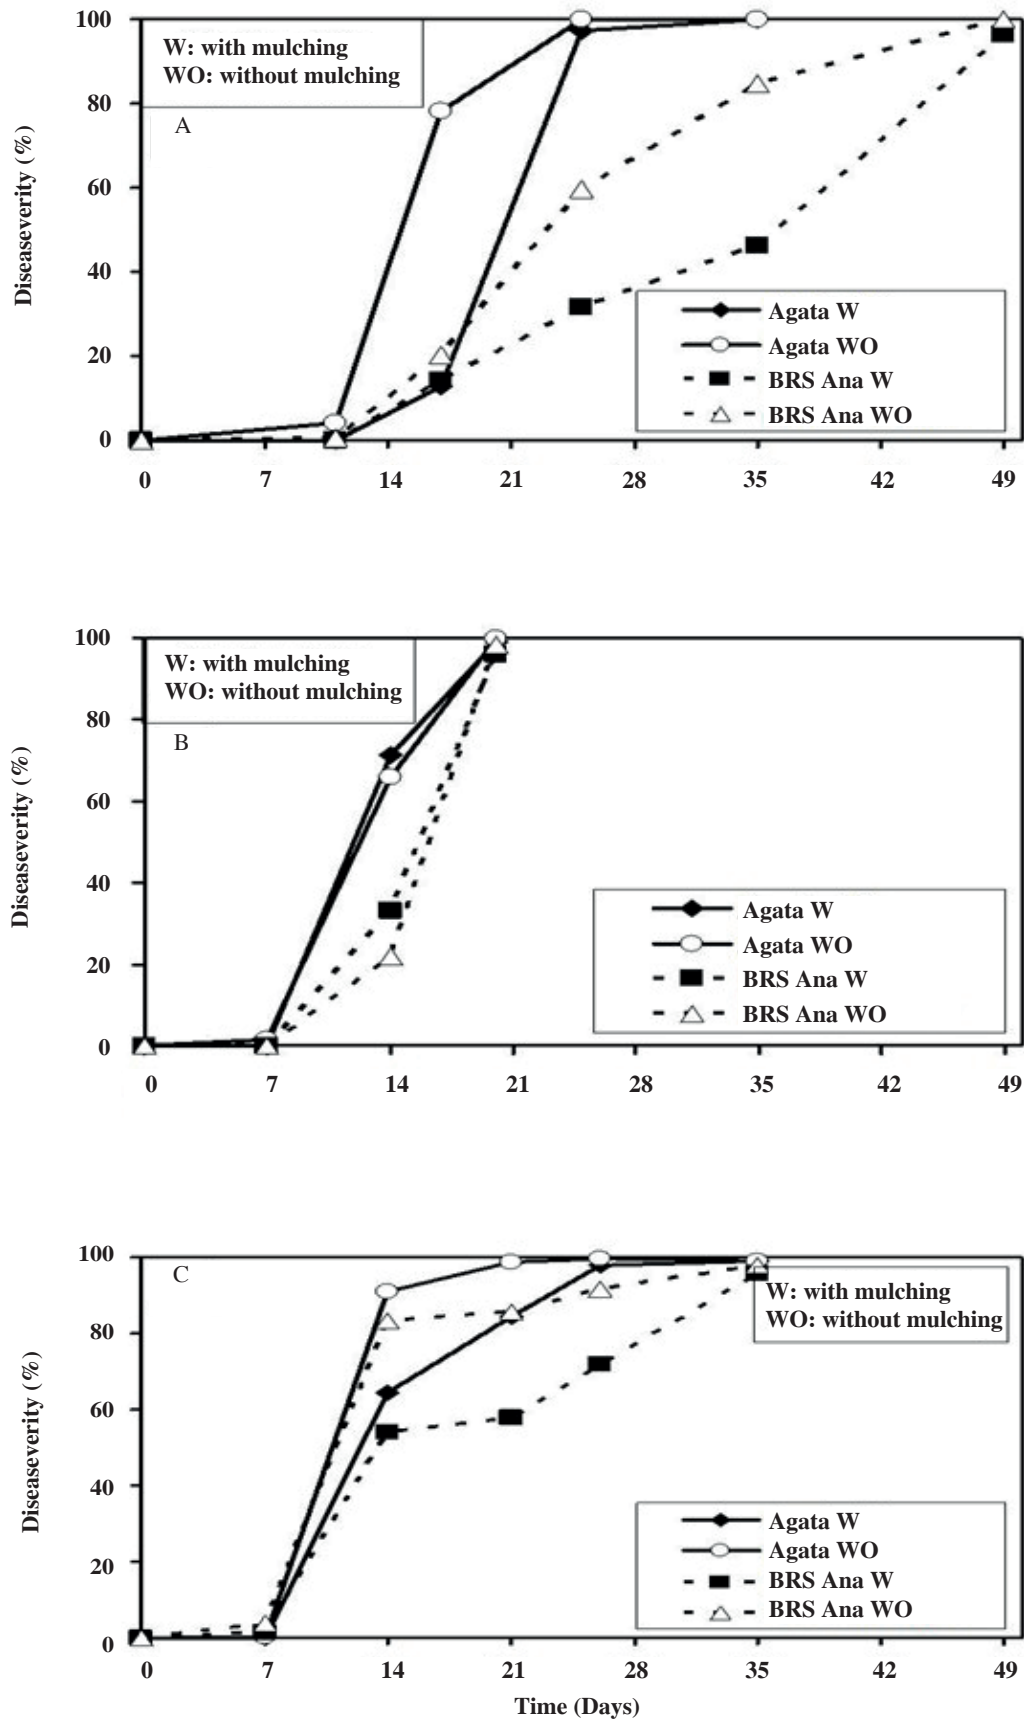 100
80
60
40
20
0
Diseaseverity (%)
W: with mulching
WO: without mulching
A
Agata W
Agata WO
BRS Ana W
BRS Ana WO
0 7 14 21 28 35 42 49
100
80
60
40
20
0
Diseaseverity (%)
W: with mulching
WO: without mulching
B
Agata W
Agata WO
BRS Ana W
BRS Ana WO
0 7 14 21 28 35 42 49
100
80
60
40
20
0
Diseaseverity (%)
C
W: with mulching
WO: without mulching
Agata W
Agata WO
BRS Ana W
BRS Ana WO
0 7 14 21 28 35 42 49
Time (Days)